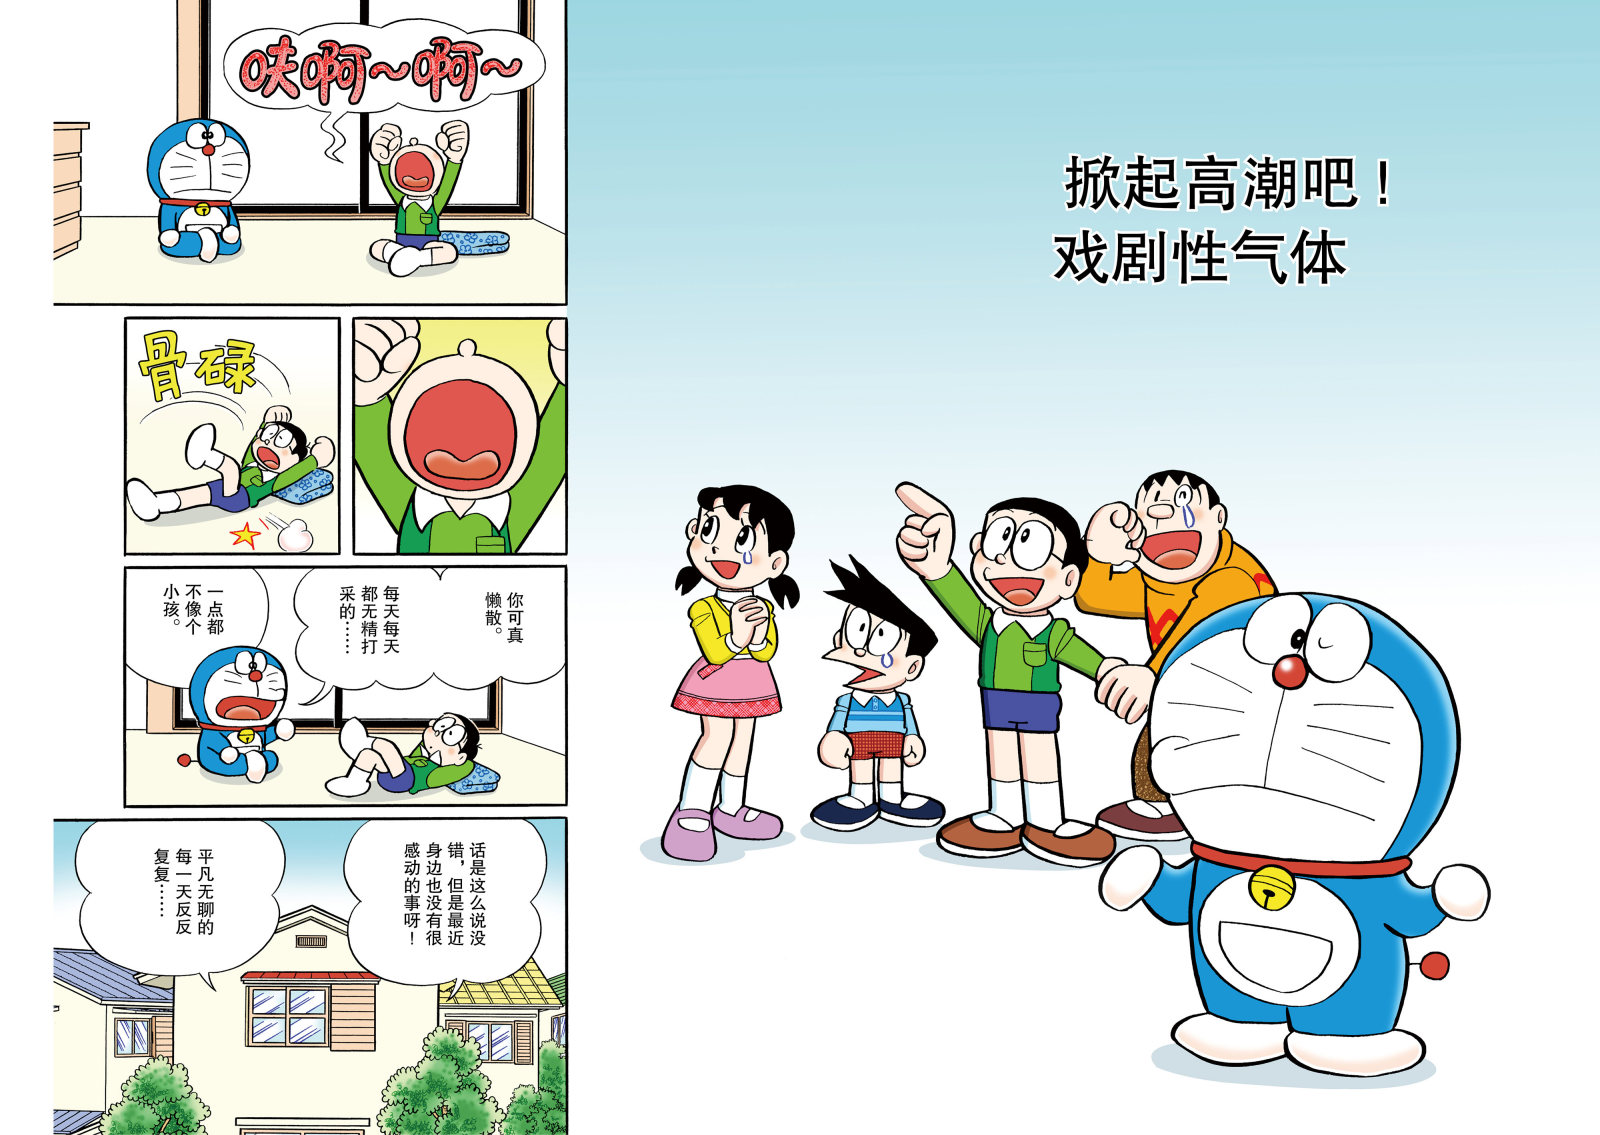 掀起高潮吧！
戏剧性气体
呋啊～啊～
骨碌
你可真
懒散。
每天每天
都无精打
采的……
一点都
不像个
小孩。
话是这么说没
错，但是最近
身边也没有很
感动的事呀！
平凡无聊的
每一天反反
复复……